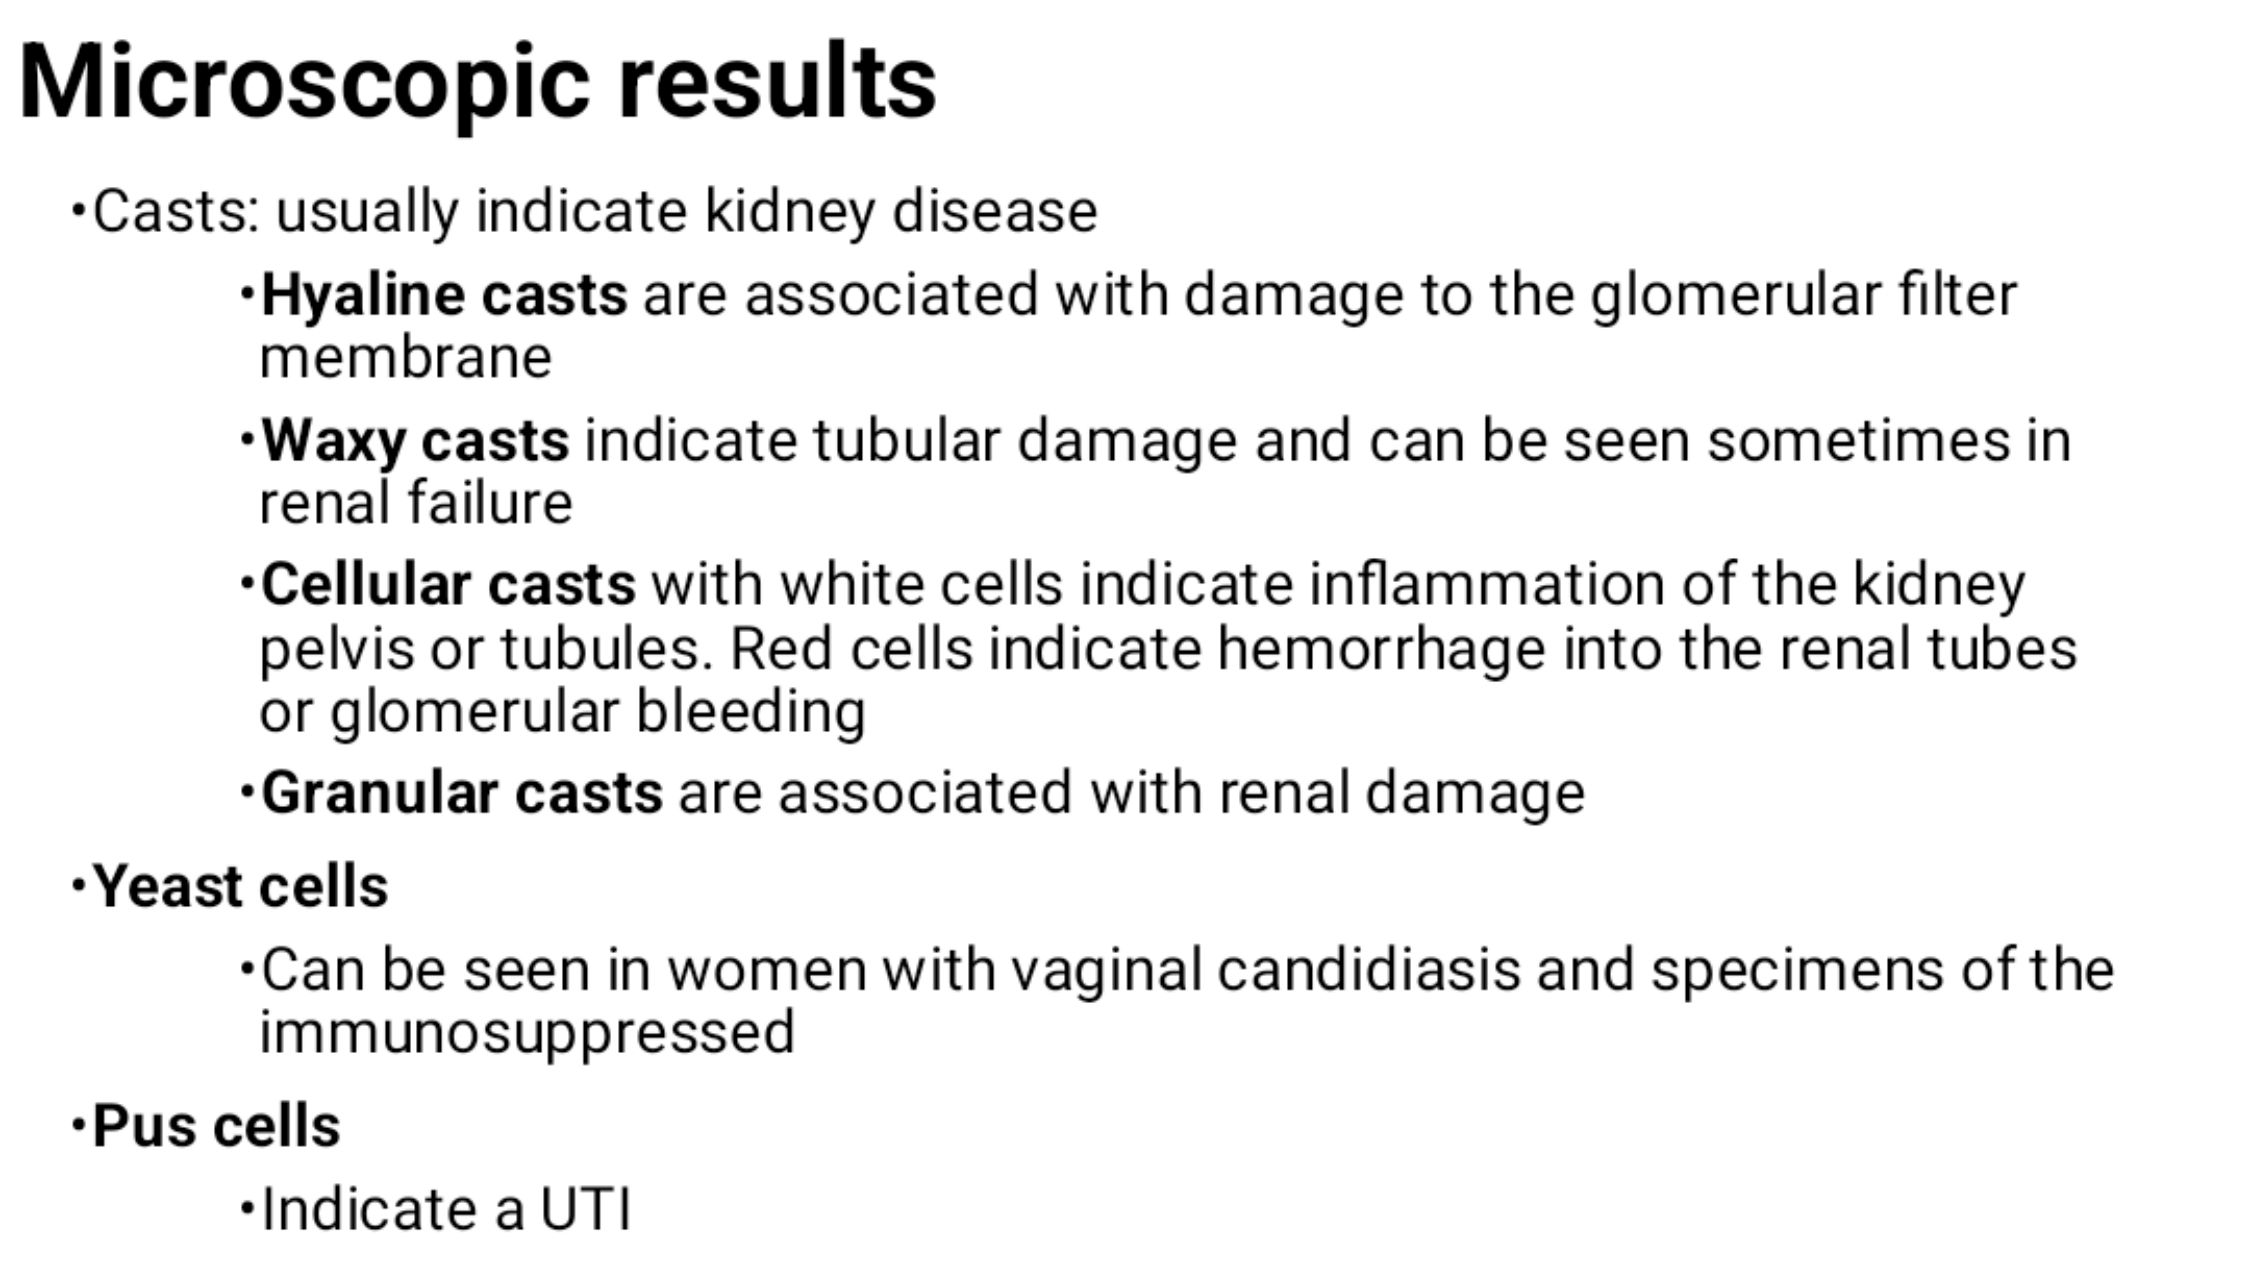 Microscopic results
•Casts: usually indicate kidney disease
•Hyaline casts are associated with damage to the glomerular filter
membrane
•Waxy casts indicate tubular damage and can be seen sometimes in
renal failure
•Cellular casts with white cells indicate inflammation of the kidney
pelvis or tubules. Red cells indicate hemorrhage into the renal tubes
or glomerular bleeding
•Granular casts are associated with renal damage
•Yeast cells
•Can be seen in women with vaginal candidiasis and specimens of the
immunosuppressed
•Pus cells
•Indicate a UTI